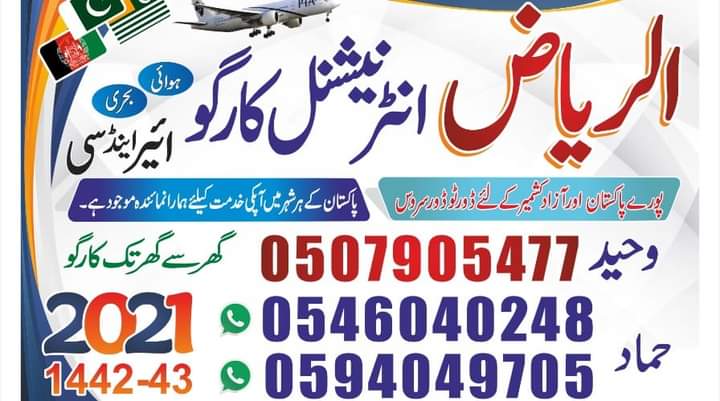 PIA
الریاض انٹرنیشنل کارگو
ہوائی
بحری
ائیر اینڈ سی
پورے پاکستان اور آزاد کشمیر کے لئے ڈور ٹو ڈور سروس
پاکستان کے ہر شہر میں آپکی خدمت کیلئے ہمارا نمائندہ موجود ہے۔
وحید 0507905477
گھر سے گھر تک کارگو
حماد
0546040248
0594049705
2021
1442-43